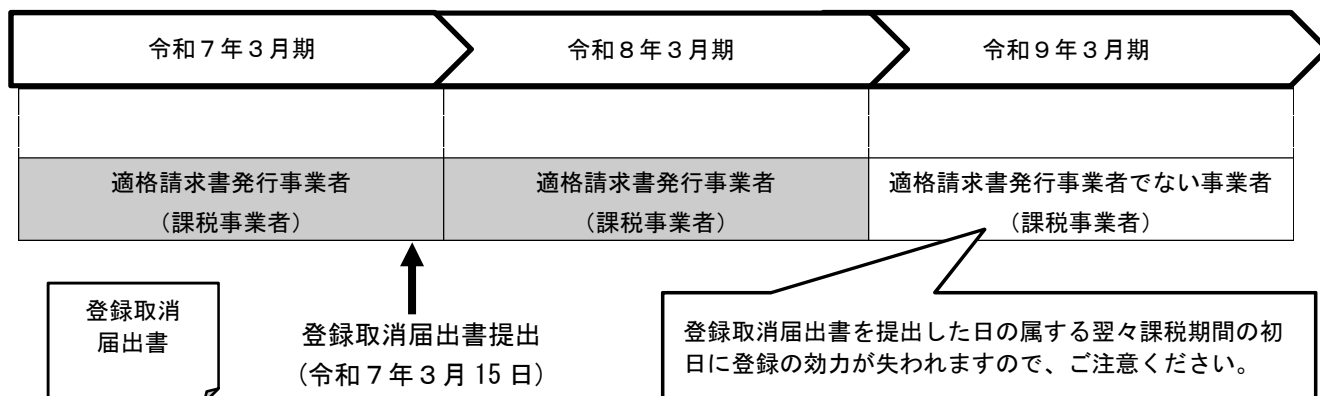 令和７年３月期
令和８年３月期
令和９年３月期
適格請求書発行事業者
（課税事業者）
適格請求書発行事業者
（課税事業者）
適格請求書発行事業者でない事業者
（課税事業者）
登録取消
届出書
登録取消届出書提出
（令和７年３月 15 日）
登録取消届出書を提出した日の属する翌々課税期間の初
日に登録の効力が失われますので、ご注意ください。